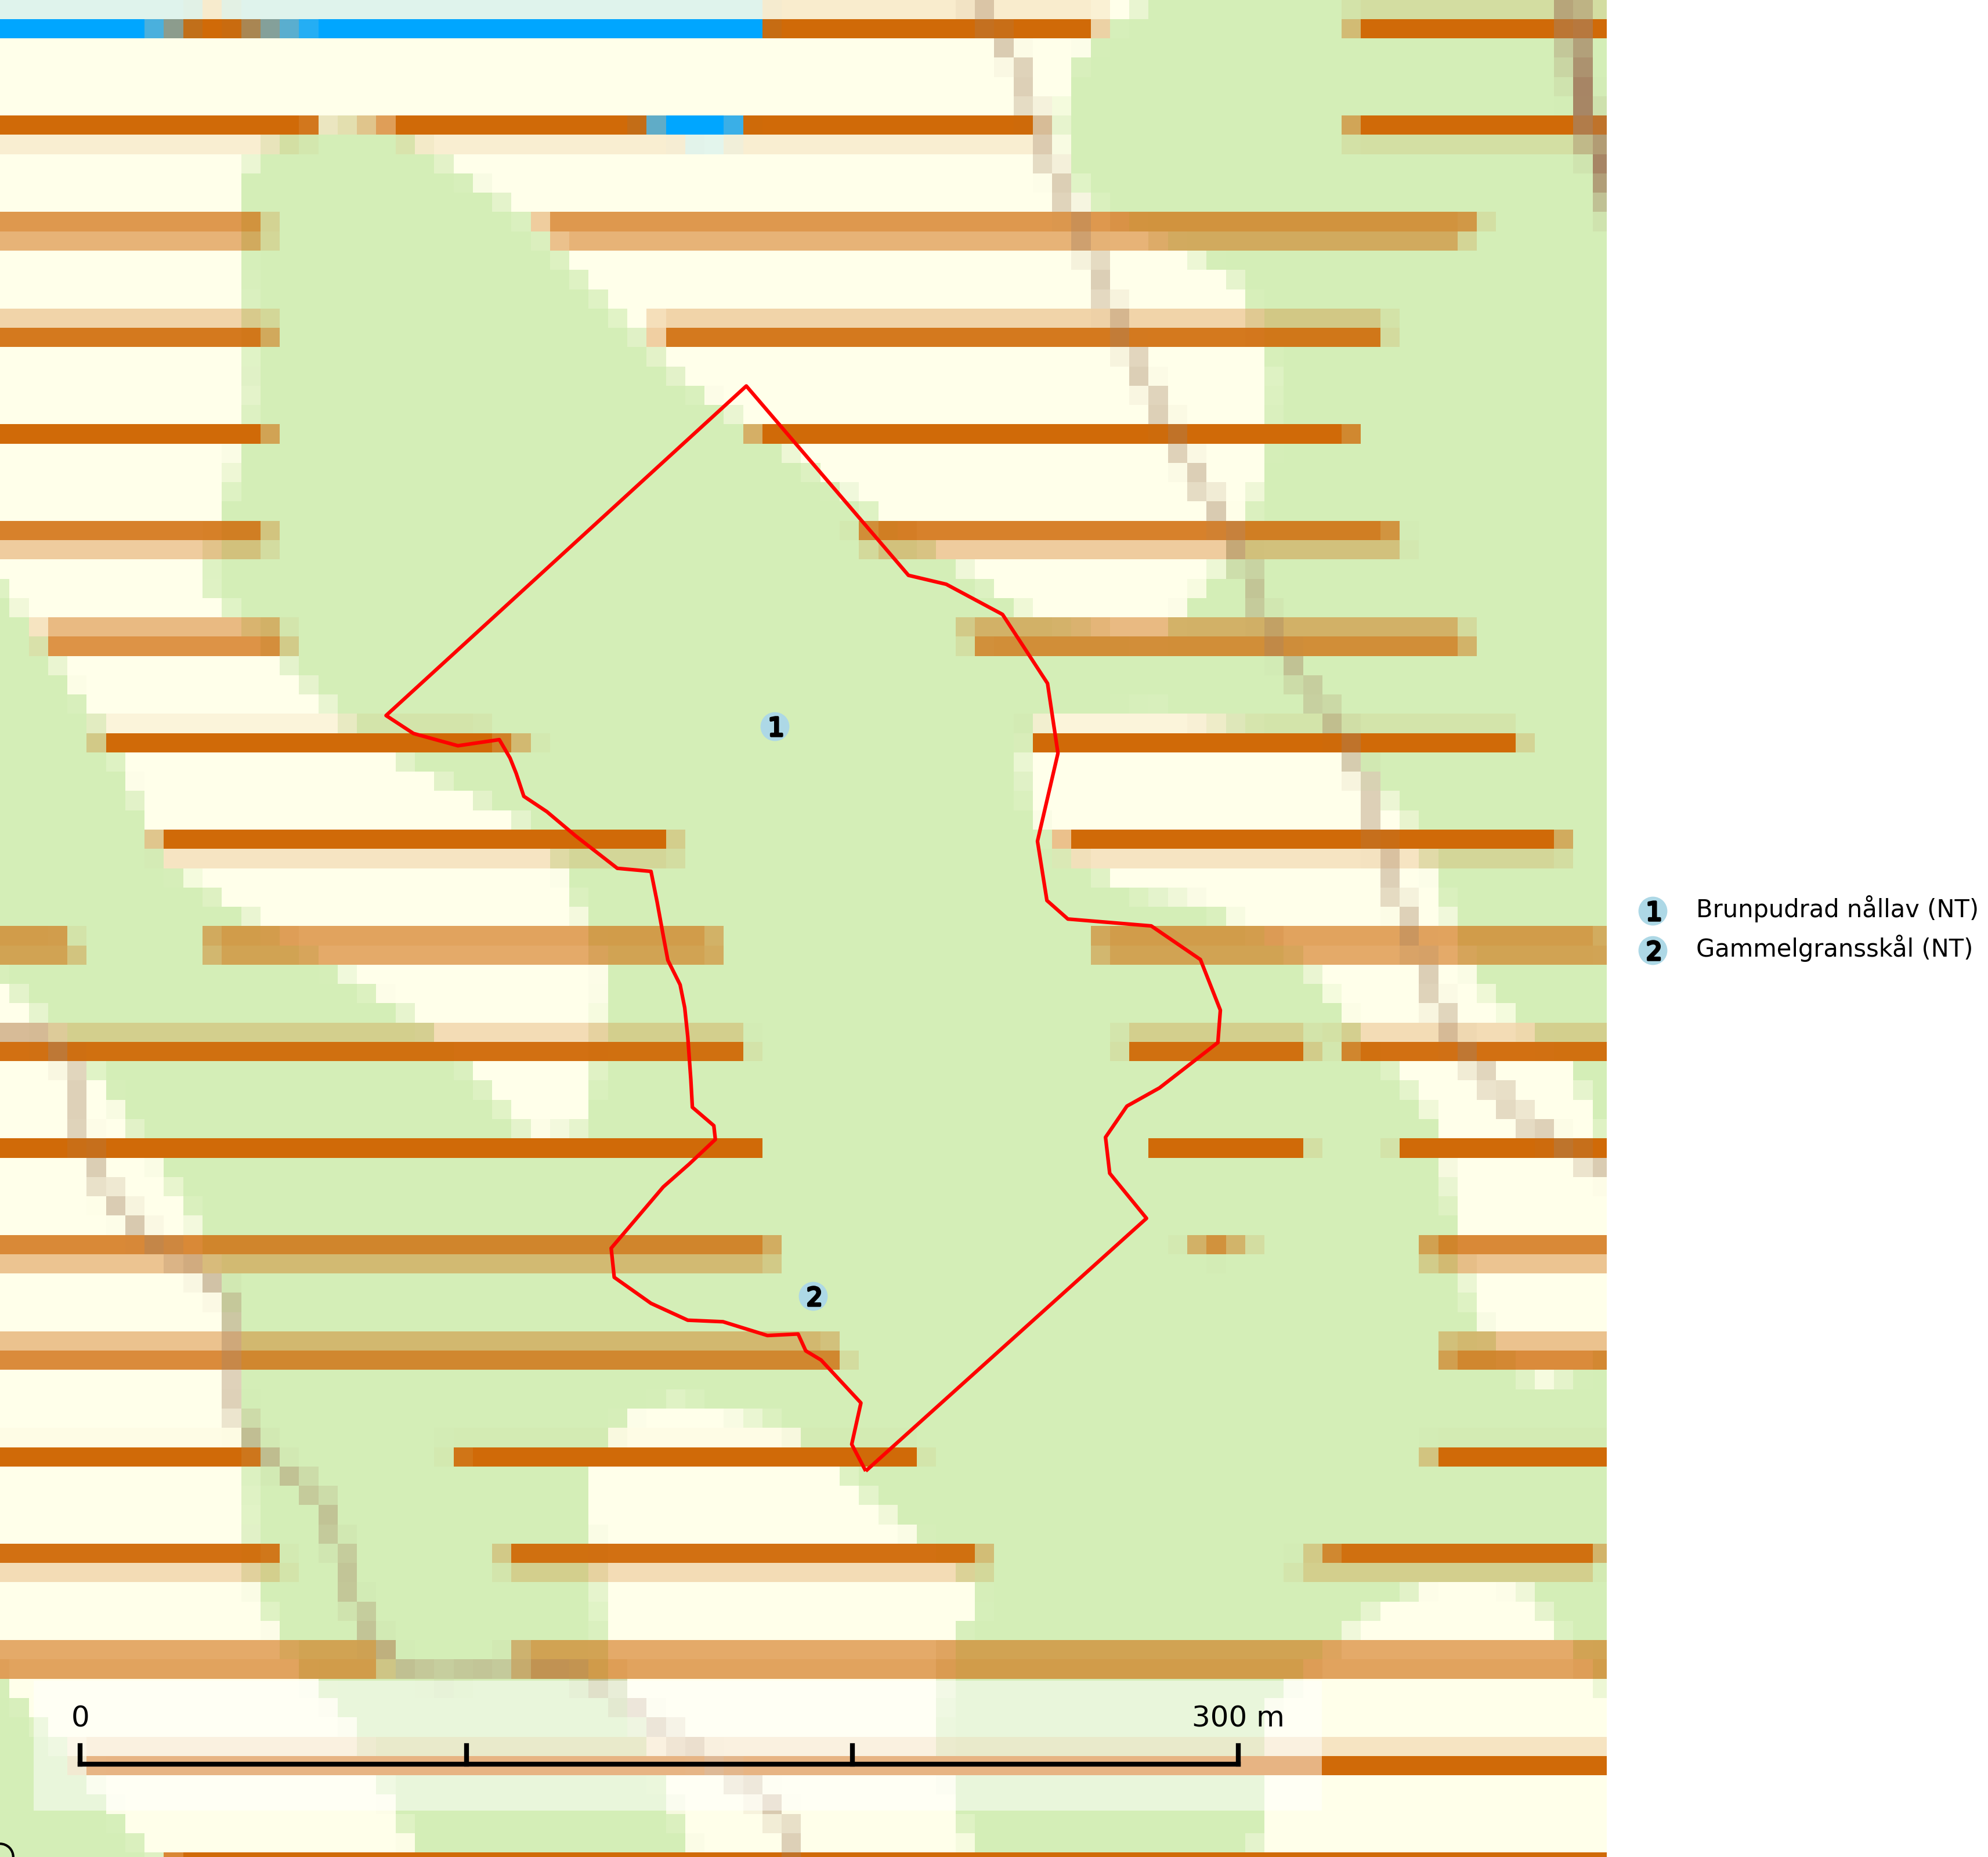 1
2
1 Brunpudrad nållav (NT)
2 Gammelgransskål (NT)
0 300 m